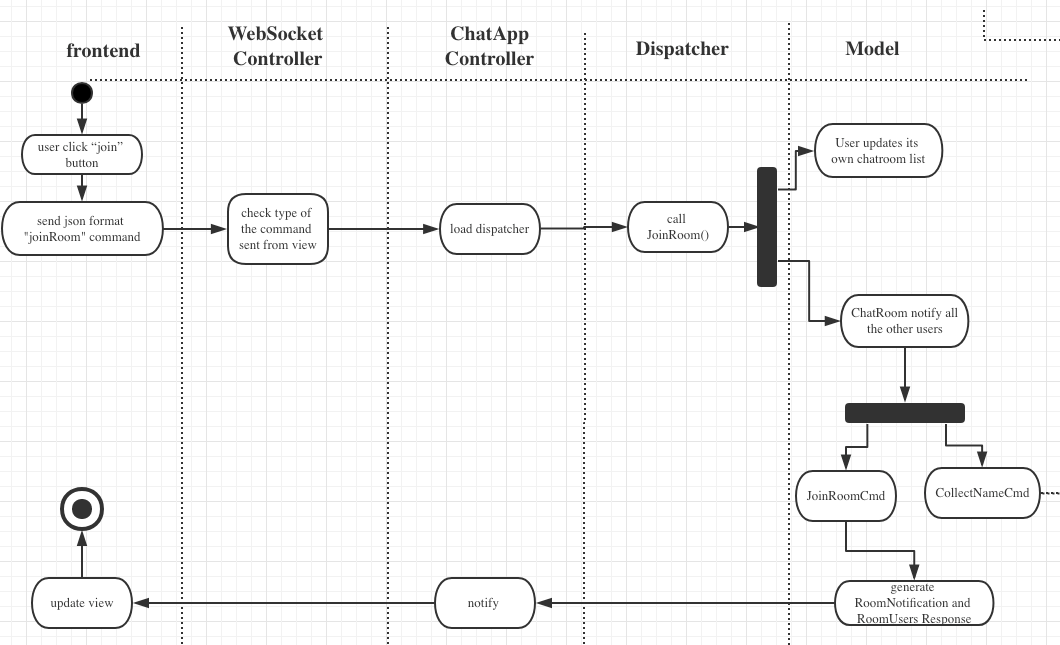 frontend
WebSocket
Controller
ChatApp
Controller
Dispatcher
Model
user click “join”
button
send json format
"joinRoom" command
check type of
the command
sent from view
load dispatcher
call
JoinRoom()
User updates its
own chatroom list
ChatRoom notify all
the other users
JoinRoomCmd
CollectNameCmd
generate
RoomNotification and
RoomUsers Response
notify
update view